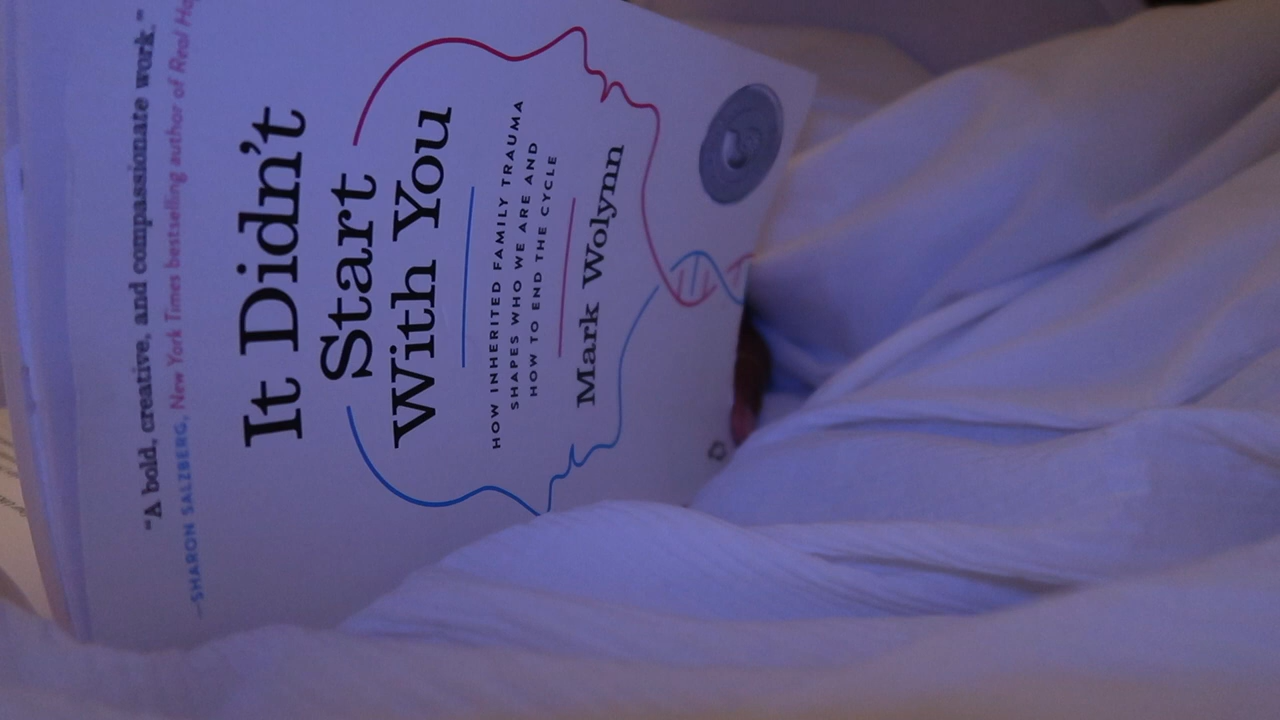 "A bold, creative, and compassionate work."
—SHARON SALZBERG, New York Times bestselling author of Real
It Didn't
Start
With You
HOW INHERITED FAMILY TRAUMA
SHAPES WHO WE ARE AND
HOW TO END THE CYCLE
Mark Wolynn